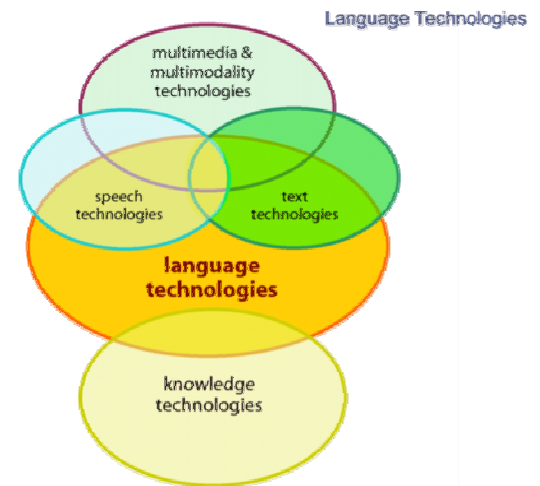 Language Technologies
multimedia &
multimodality
technologies
speech
technologies
text
technologies
language
technologies
knowledge
technologies